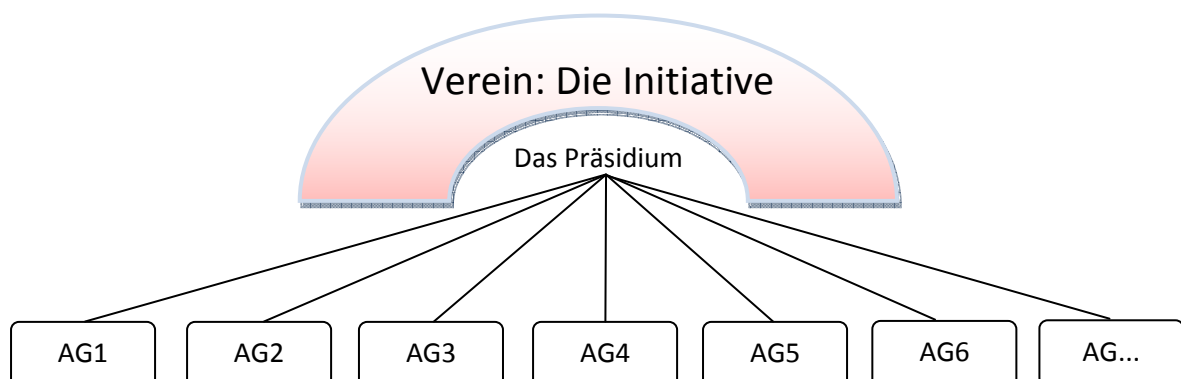 Verein: Die Initiative
Das Präsidium
AG1 AG2 AG3 AG4 AG5 AG6 AG...